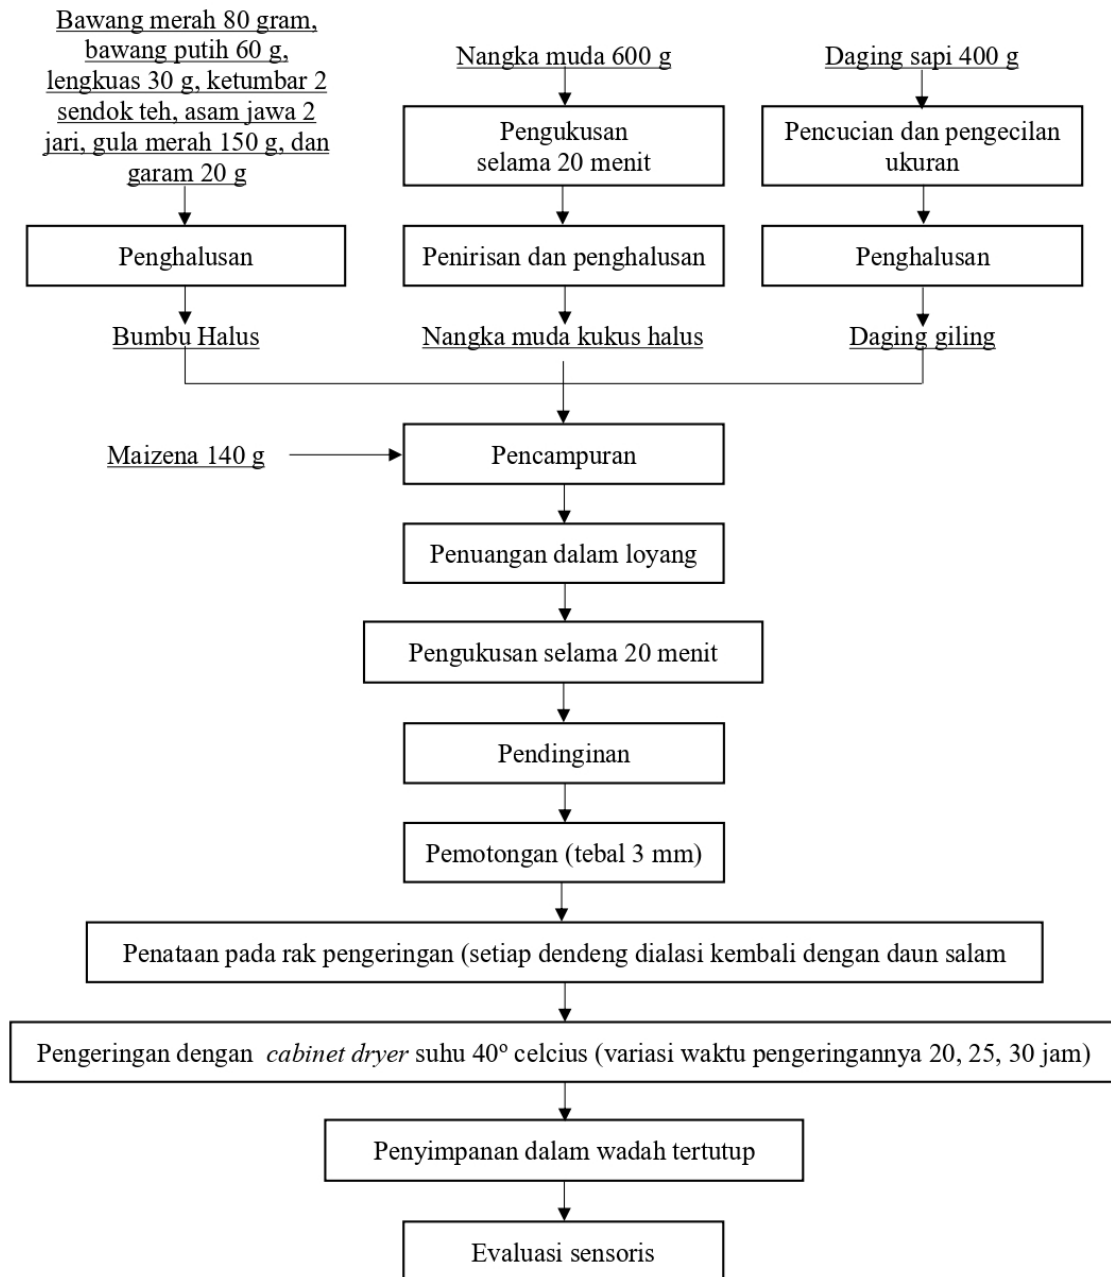 Bawang merah 80 gram,
bawang putih 60 g,
lengkuas 30 g, ketumbar 2
sendok teh, asam jawa 2
jari, gula merah 150 g, dan
garam 20 g
Nangka muda 600 g
Daging sapi 400 g
Pengukusan
selama 20 menit
Pencucian dan pengecilan
ukuran
Penghalusan
Penirisan dan penghalusan
Penghalusan
Bumbu Halus
Nangka muda kukus halus
Daging giling
Maizena 140 g
Pencampuran
Penuangan dalam loyang
Pengukusan selama 20 menit
Pendinginan
Pemotongan (tebal 3 mm)
Penataan pada rak pengeringan (setiap dendeng dialasi kembali dengan daun salam
Pengeringan dengan cabinet dryer suhu 40º celcius (variasi waktu pengeringannya 20, 25, 30 jam)
Penyimpanan dalam wadah tertutup
Evaluasi sensoris